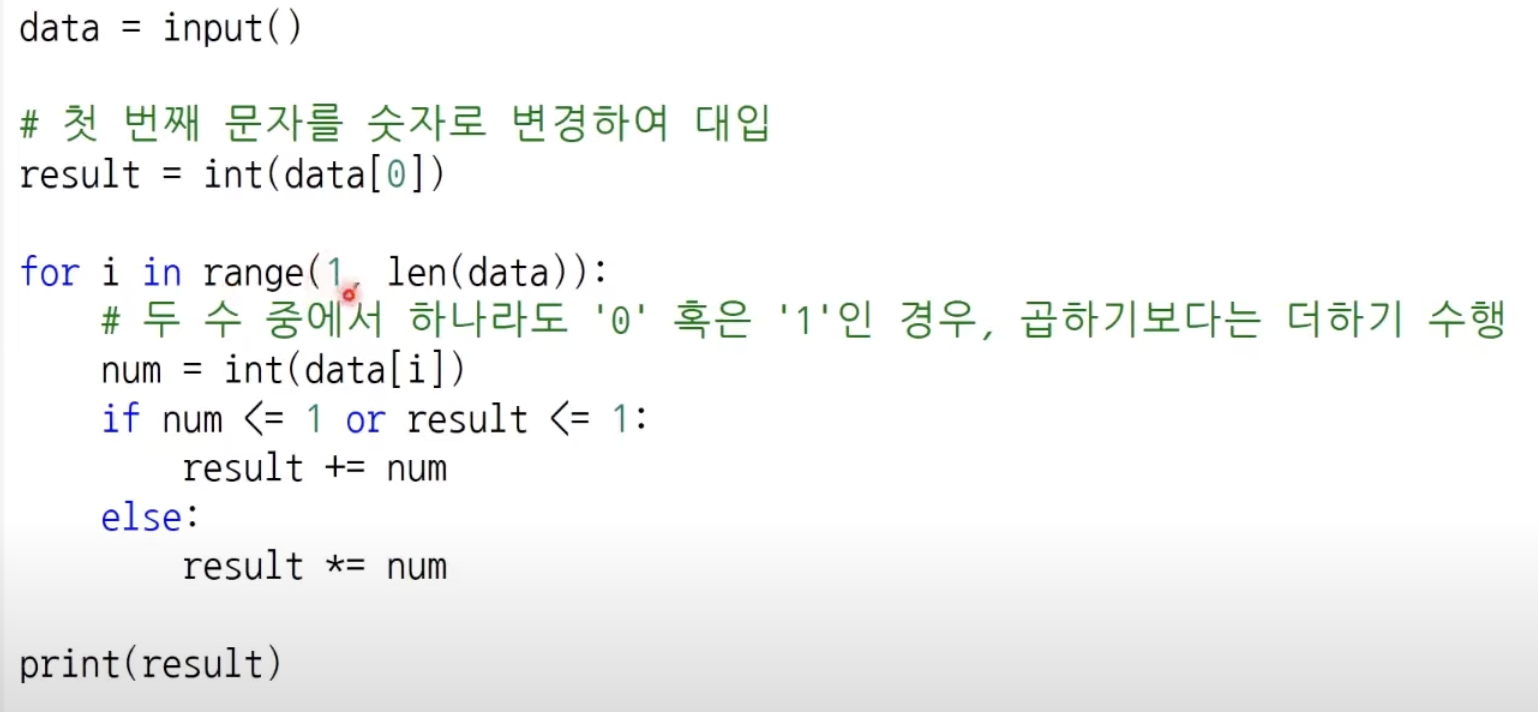 data = input()
# 첫 번째 문자를 숫자로 변경하여 대입
result = int(data[0])
for i in range(1, len(data)):
    # 두 수 중에서 하나라도 '0' 혹은 '1'인 경우, 곱하기보다는 더하기 수행
    num = int(data[i])
    if num <= 1 or result <= 1:
        result += num
    else:
        result *= num
print(result)